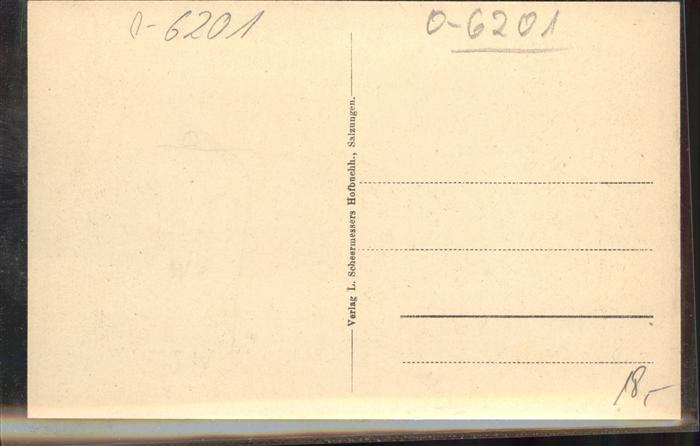 0-6201
0-6201
Verlag L. Scheermessers Hofbuchh., Salzungen.
18,-